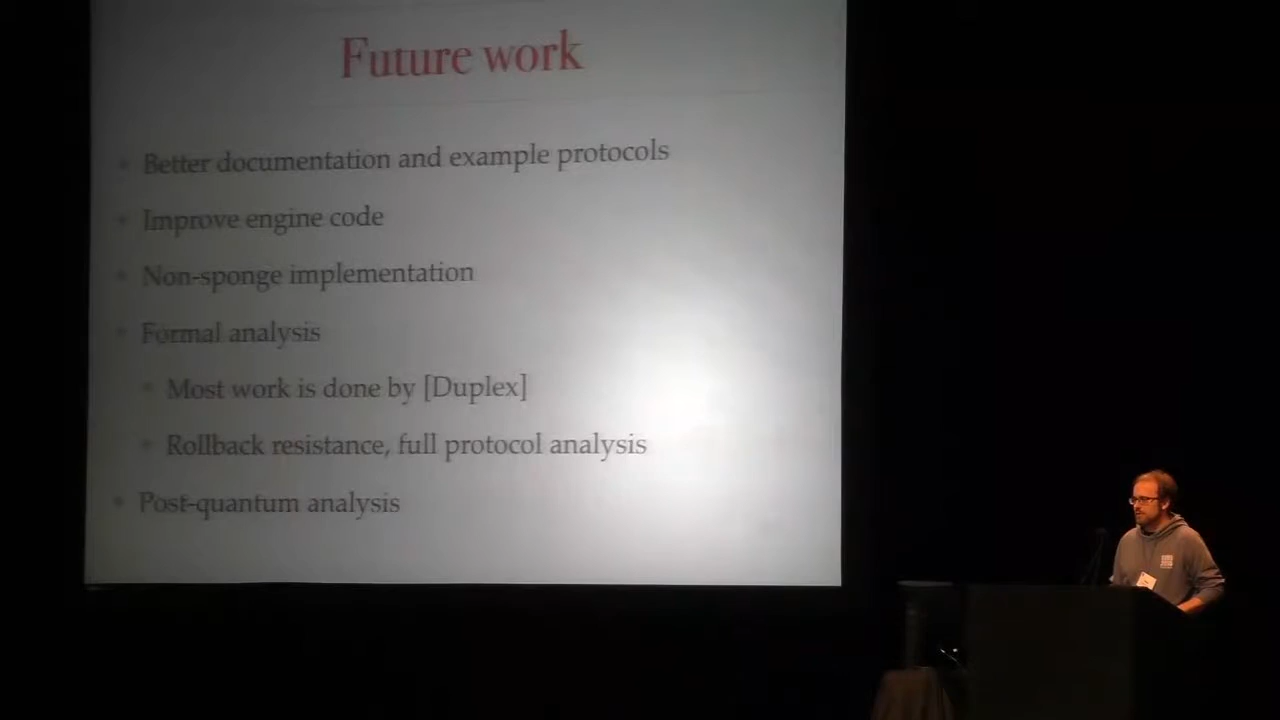 Future work
Better documentation and example protocols
Improve engine code
Non-sponge implementation
Formal analysis
Most work is done by [Duplex]
Rollback resistance, full protocol analysis
Post-quantum analysis